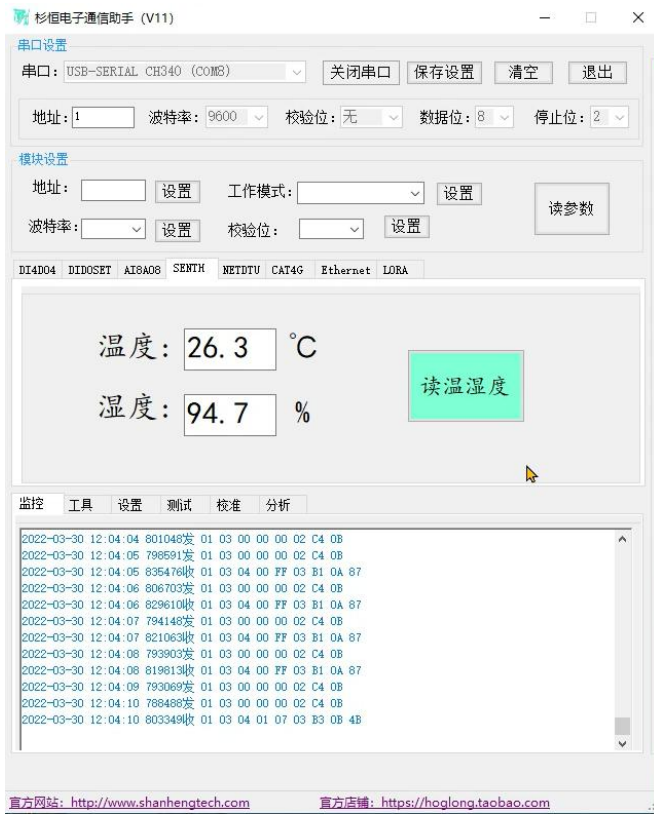 杉恒电子通信助手 (V11)
串口设置
串口: USB-SERIAL CH340 (COM8) 关闭串口 保存设置 清空 退出
地址: 1 波特率: 9600 校验位: 无 数据位: 8 停止位: 2
模块设置
地址: 设置 工作模式: 设置 读参数
波特率: 设置 校验位: 设置
DI4DO4 DIDOSET AI8AO8 SENTH NETDTU CAT4G Ethernet LORA
温度: 26.3 ℃
湿度: 94.7 %
读温湿度
监控 工具 设置 测试 校准 分析
2022-03-30 12:04:04 801048发 01 03 00 00 00 02 C4 0B
2022-03-30 12:04:05 798591发 01 03 00 00 00 02 C4 0B
2022-03-30 12:04:05 835476收 01 03 04 00 FF 03 B1 0A 87
2022-03-30 12:04:06 806703发 01 03 00 00 00 02 C4 0B
2022-03-30 12:04:06 829610收 01 03 04 00 FF 03 B1 0A 87
2022-03-30 12:04:07 794148发 01 03 00 00 00 02 C4 0B
2022-03-30 12:04:07 821063收 01 03 04 00 FF 03 B1 0A 87
2022-03-30 12:04:08 793903发 01 03 00 00 00 02 C4 0B
2022-03-30 12:04:08 819813收 01 03 04 00 FF 03 B1 0A 87
2022-03-30 12:04:09 793069发 01 03 00 00 00 02 C4 0B
2022-03-30 12:04:10 788488发 01 03 00 00 00 02 C4 0B
2022-03-30 12:04:10 803349收 01 03 04 01 07 03 B3 0B 4B
官方网站: http://www.shanhengtech.com 官方店铺: https://hoglong.taobao.com